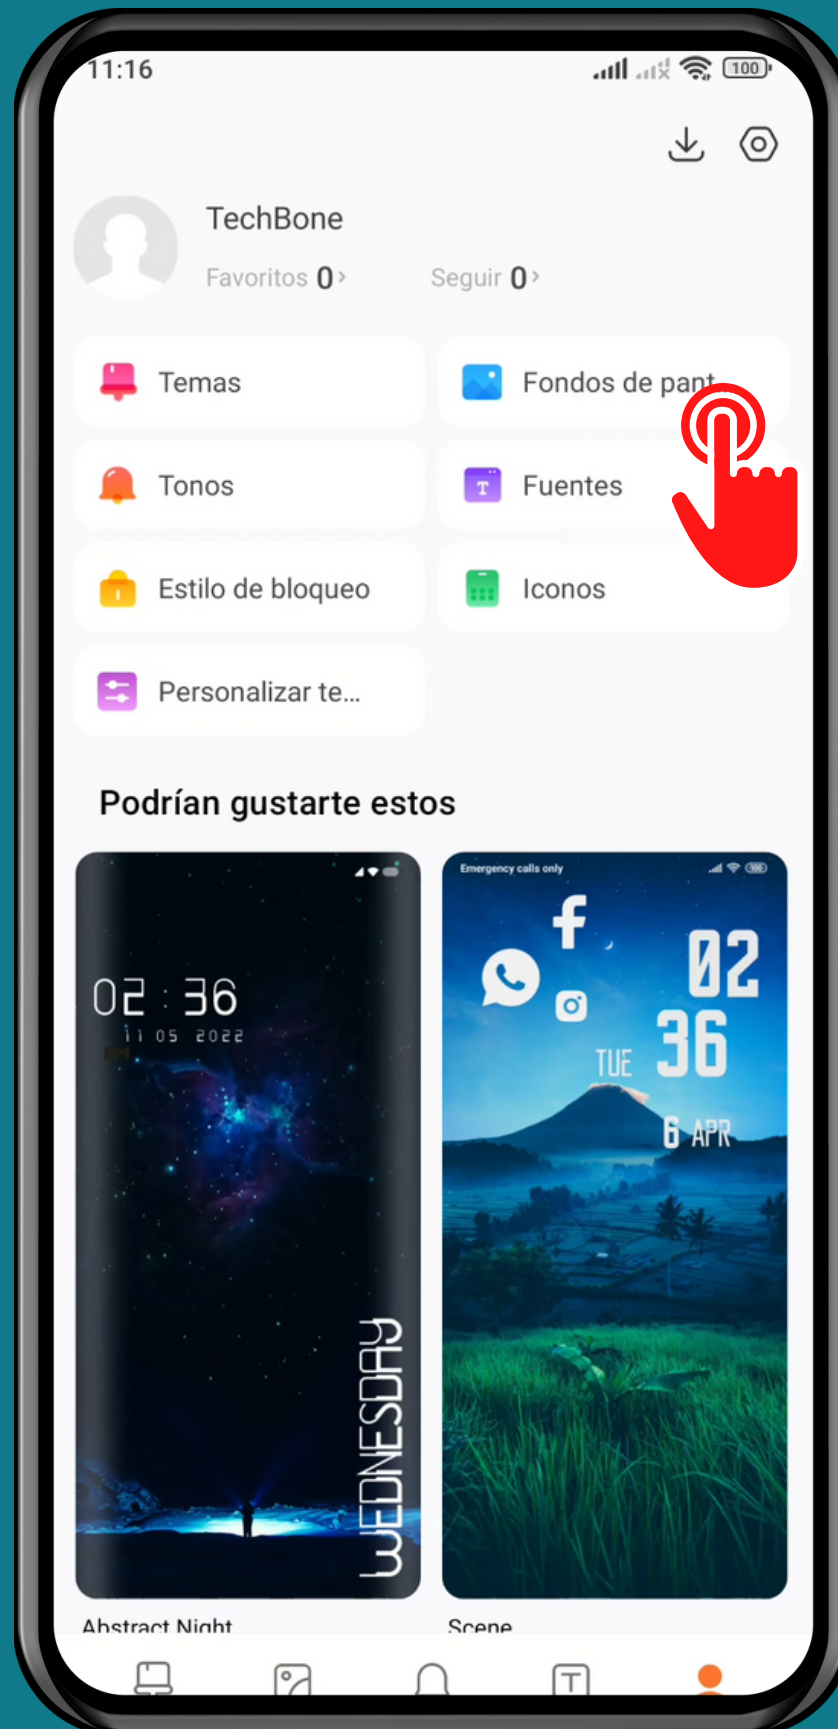 11:16
100
TechBone
Favoritos 0
Seguir 0
Temas
Fondos de pant
Tonos
Fuentes
Estilo de bloqueo
Iconos
Personalizar te...
Podrían gustarte estos
02:36
11 05 2022
WEDNESDAY
Emergency calls only
100
02
36
TUE
6 APR
Abstract Night
Scene